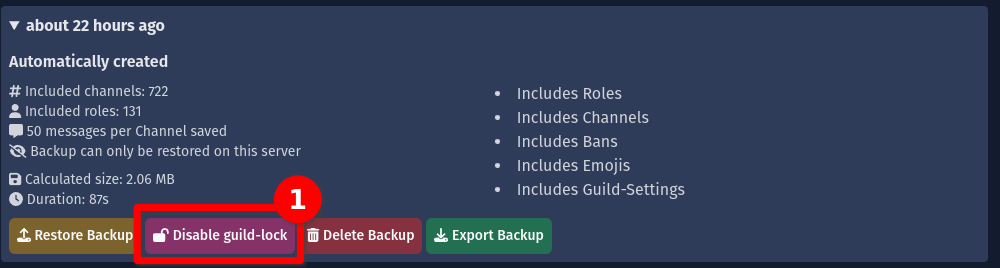 about 22 hours ago
Automatically created
Included channels: 722
Included roles: 131
50 messages per Channel saved
Backup can only be restored on this server
Calculated size: 2.06 MB
Duration: 87s
Includes Roles
Includes Channels
Includes Bans
Includes Emojis
Includes Guild-Settings
1
Restore Backup Disable guild-lock Delete Backup Export Backup